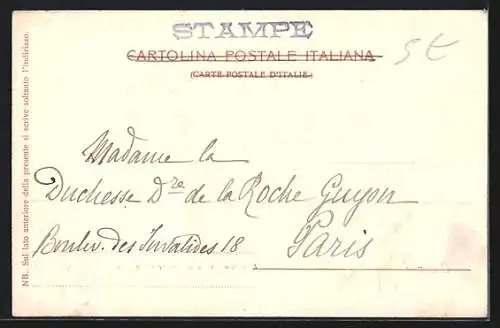 STAMPE
CARTOLINA POSTALE ITALIANA
(CARTE POSTALE D'ITALIE.)
5€
Madame la
Duchesse Dre de la Roche Guyon
Boulev. des Invalides 18
Paris
NB. Sul lato anteriore della presente si scrive soltanto l'indirizzo.